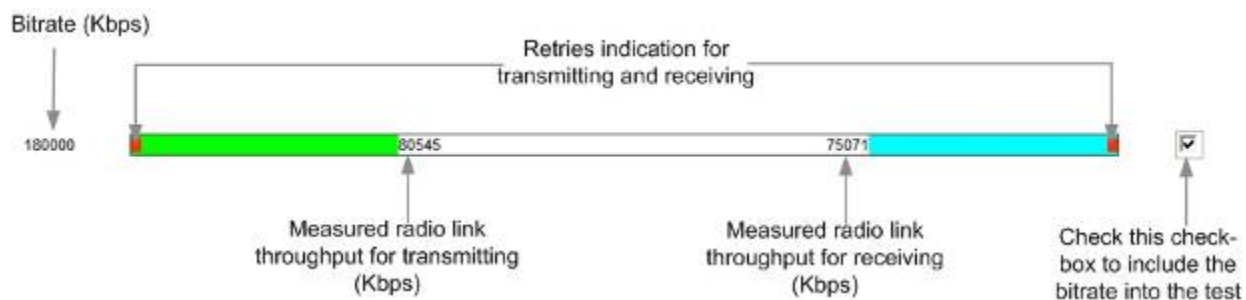 Bitrate (Kbps)
Retries indication for
transmitting and receiving
180000
80545
75071
Measured radio link
throughput for transmitting
(Kbps)
Measured radio link
throughput for receiving
(Kbps)
Check this check-
box to include the
bitrate into the test